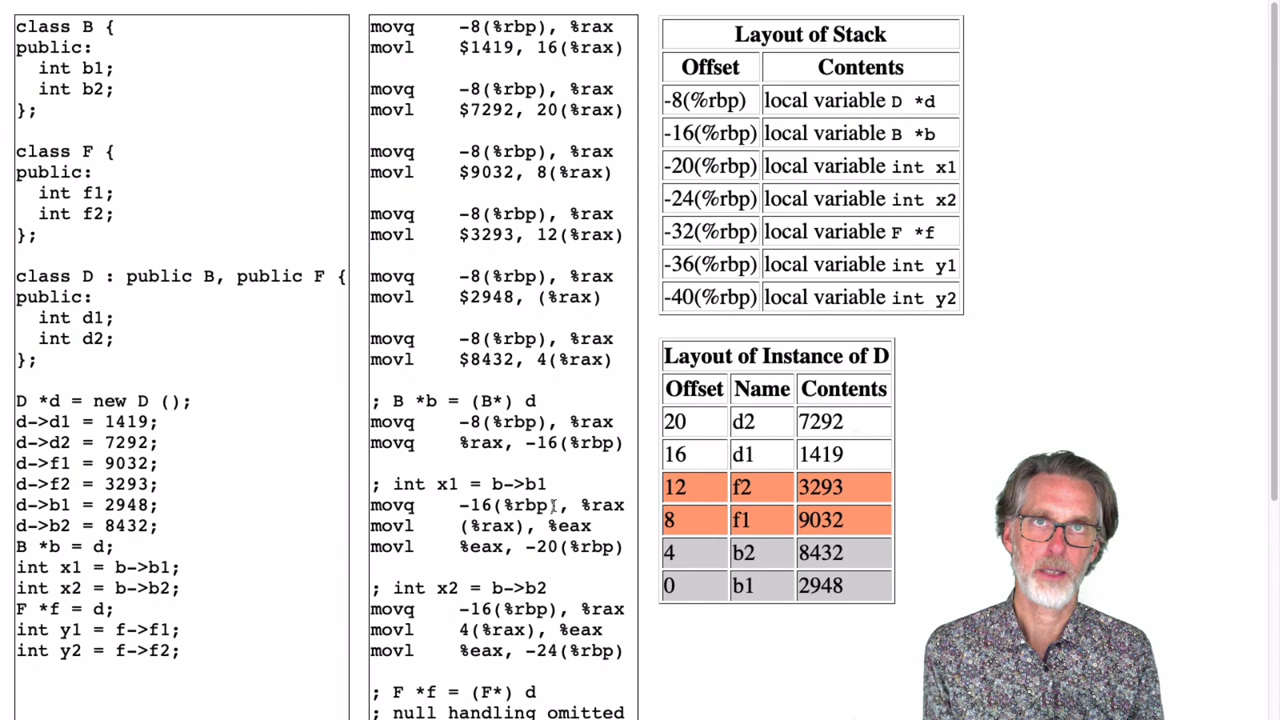 class B {
public:
  int b1;
  int b2;
};

class F {
public:
  int f1;
  int f2;
};

class D : public B, public F {
public:
  int d1;
  int d2;
};

D *d = new D ();
d->d1 = 1419;
d->d2 = 7292;
d->f1 = 9032;
d->f2 = 3293;
d->b1 = 2948;
d->b2 = 8432;
B *b = d;
int x1 = b->b1;
int x2 = b->b2;
F *f = d;
int y1 = f->f1;
int y2 = f->f2;

movq    -8(%rbp), %rax
movl    $1419, 16(%rax)

movq    -8(%rbp), %rax
movl    $7292, 20(%rax)

movq    -8(%rbp), %rax
movl    $9032, 8(%rax)

movq    -8(%rbp), %rax
movl    $3293, 12(%rax)

movq    -8(%rbp), %rax
movl    $2948, (%rax)

movq    -8(%rbp), %rax
movl    $8432, 4(%rax)

; B *b = (B*) d
movq    -8(%rbp), %rax
movq    %rax, -16(%rbp)

; int x1 = b->b1
movq    -16(%rbp), %rax
movl    (%rax), %eax
movl    %eax, -20(%rbp)

; int x2 = b->b2
movq    -16(%rbp), %rax
movl    4(%rax), %eax
movl    %eax, -24(%rbp)

; F *f = (F*) d
; null handling omitted

Layout of Stack
Offset Contents
-8(%rbp) local variable D *d
-16(%rbp) local variable B *b
-20(%rbp) local variable int x1
-24(%rbp) local variable int x2
-32(%rbp) local variable F *f
-36(%rbp) local variable int y1
-40(%rbp) local variable int y2

Layout of Instance of D
Offset Name Contents
20 d2 7292
16 d1 1419
12 f2 3293
8 f1 9032
4 b2 8432
0 b1 2948